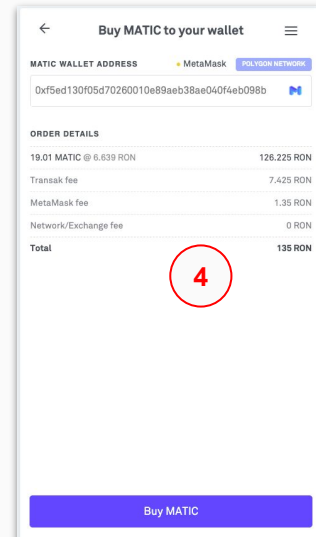 Buy MATIC to your wallet
MATIC WALLET ADDRESS MetaMask POLYGON NETWORK
0xf5ed130f05d70260010e89aeb38ae040f4eb098b
ORDER DETAILS
19.01 MATIC @ 6.639 RON 126.225 RON
Transak fee 7.425 RON
MetaMask fee 1.35 RON
Network/Exchange fee 0 RON
Total 135 RON
4
Buy MATIC